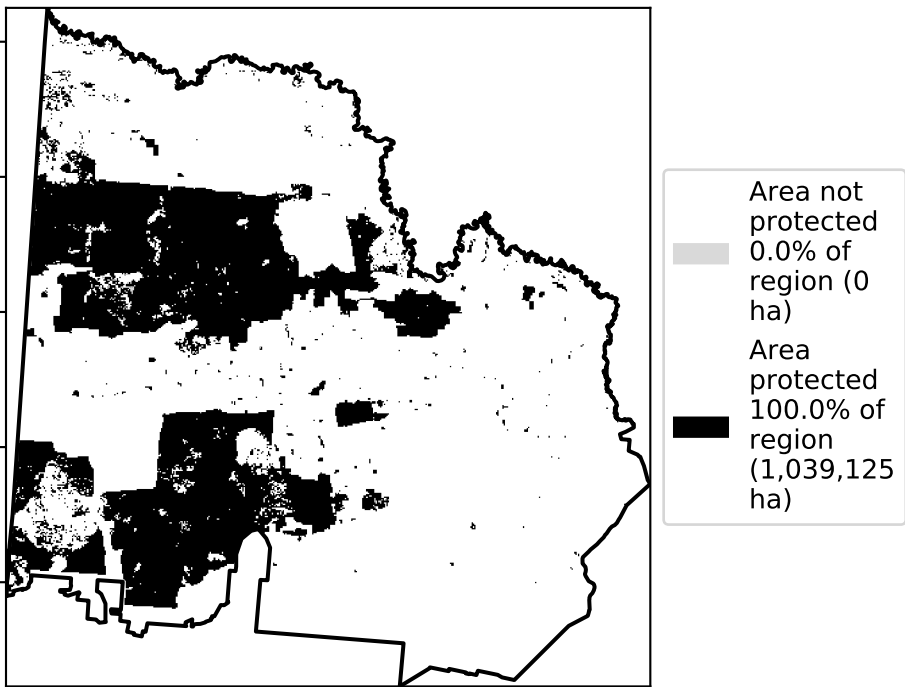 Area not
protected
0.0% of
region (0
ha)
Area
protected
100.0% of
region
(1,039,125
ha)